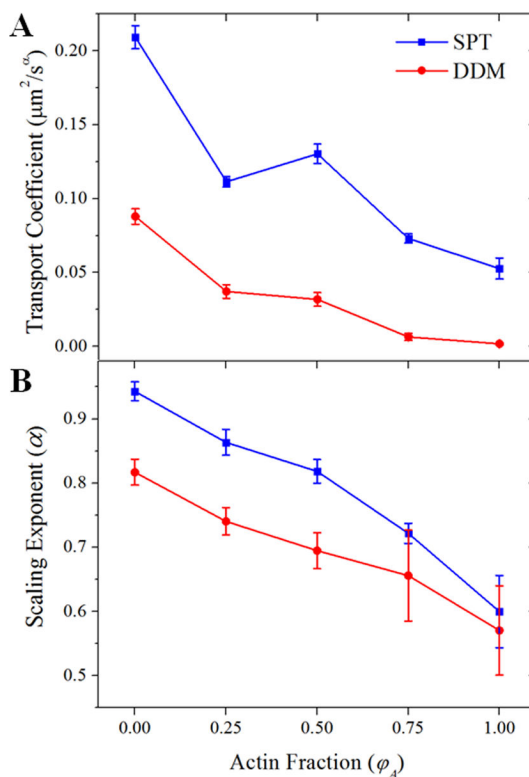 A
SPT
DDM
Transport Coefficient (μm²/sᵅ)
0.20
0.15
0.10
0.05
0.00
B
Scaling Exponent (α)
0.9
0.8
0.7
0.6
0.5
0.00 0.25 0.50 0.75 1.00
Actin Fraction (φ_A)